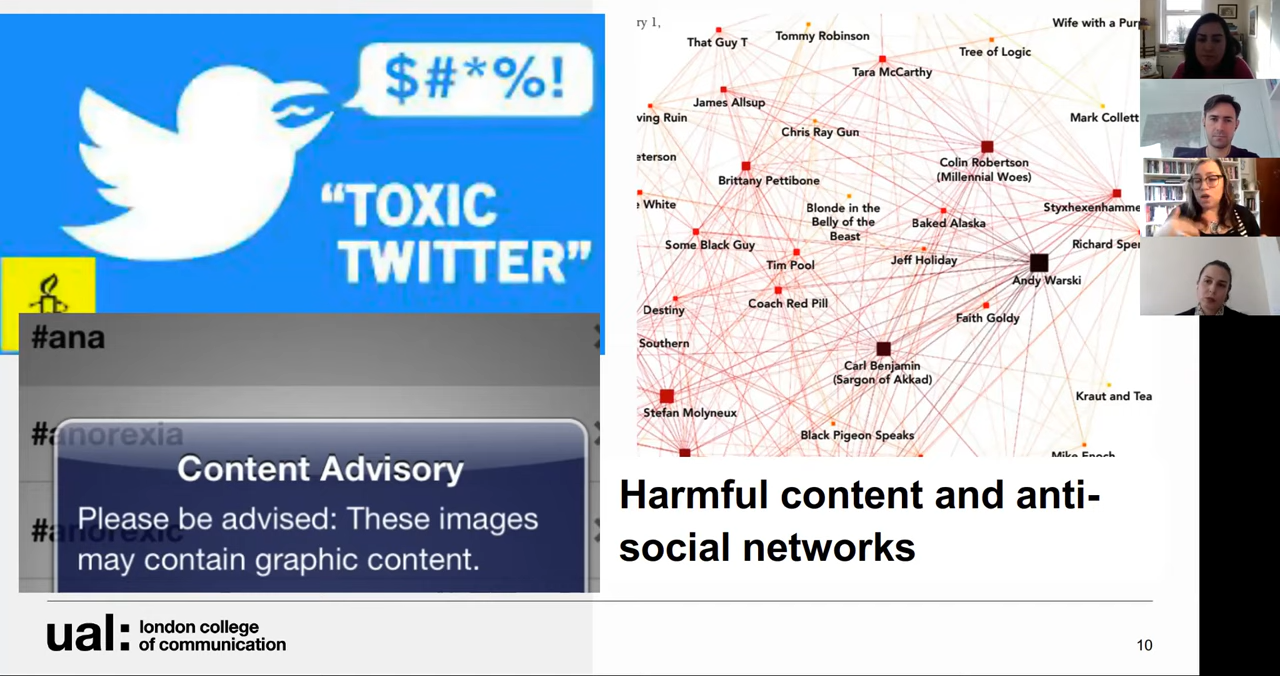 $#*%!
“TOXIC
TWITTER”
#ana
#anorexia
#anorexic
Content Advisory
Please be advised: These images
may contain graphic content.
ry 1,
Wife with a Pur
That Guy T
Tommy Robinson
Tree of Logic
Tara McCarthy
James Allsup
ving Ruin
Chris Ray Gun
Mark Collett
eterson
Colin Robertson
(Millennial Woes)
Brittany Pettibone
e White
Blonde in the
Belly of the
Beast
Baked Alaska
Styxhexenhamme
Some Black Guy
Richard Spe
Tim Pool
Jeff Holiday
Andy Warski
Destiny
Coach Red Pill
Faith Goldy
Southern
Carl Benjamin
(Sargon of Akkad)
Kraut and Tea
Stefan Molyneux
Black Pigeon Speaks
Mike Enoch
Harmful content and anti-
social networks
ual: london college
of communication
10